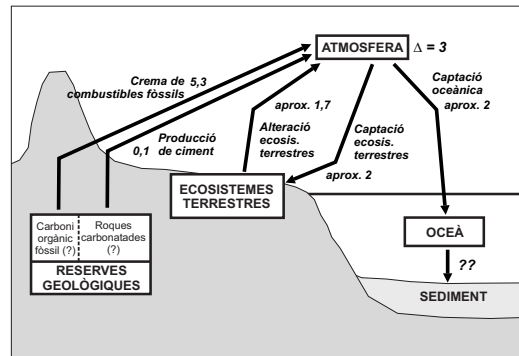 ATMOSFERA
Δ = 3
Crema de 5,3
combustibles fòssils
Captació
oceànica
aprox. 2
aprox. 1,7
Alteració
ecosis.
terrestres
Captació
ecosis.
terrestres
aprox. 2
0,1
Producció
de ciment
ECOSISTEMES
TERRESTRES
Carboni
orgànic
fòssil (?)
Roques
carbonatades
(?)
RESERVES
GEOLÒGIQUES
OCEÀ
??
SEDIMENT